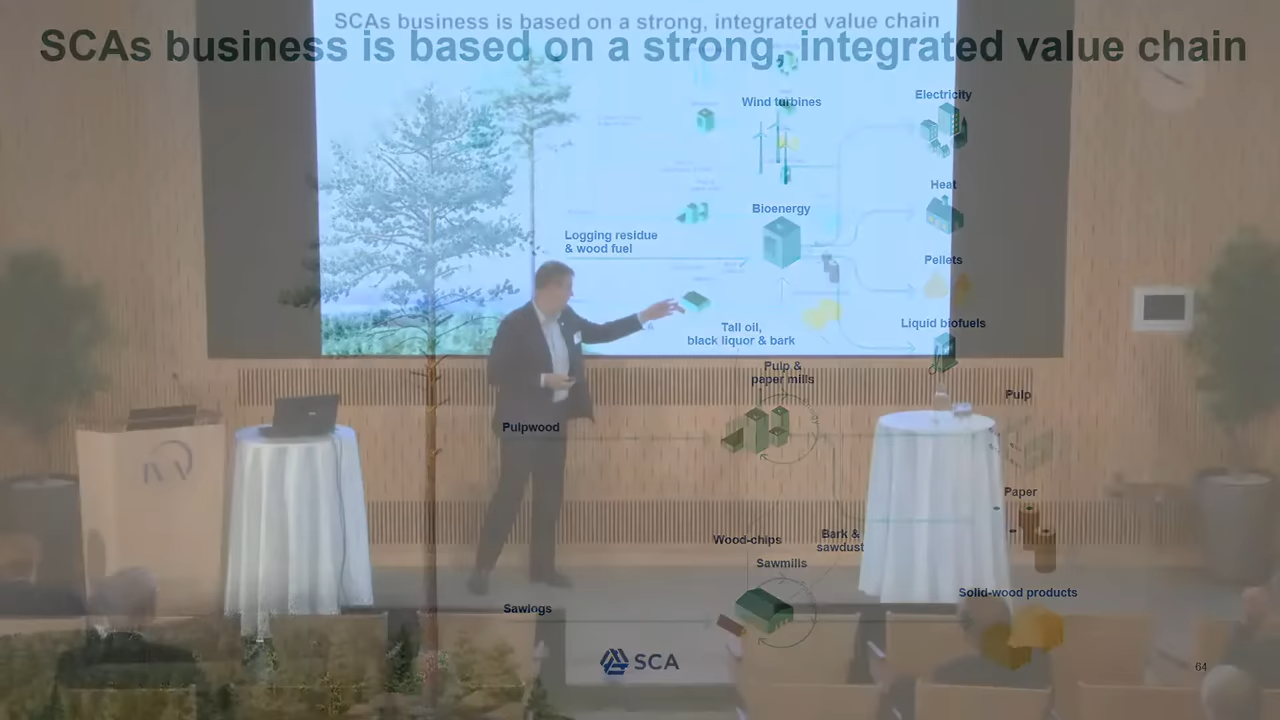 SCAs business is based on a strong, integrated value chain
SCAs business is based on a strong, integrated value chain
Wind turbines
Electricity
Heat
Bioenergy
Logging residue
& wood fuel
Pellets
Liquid biofuels
Tall oil,
black liquor & bark
Pulp &
paper mills
Pulp
Pulpwood
IVA
Paper
Wood-chips
Bark &
sawdust
Sawmills
Solid-wood products
Sawlogs
SCA
64